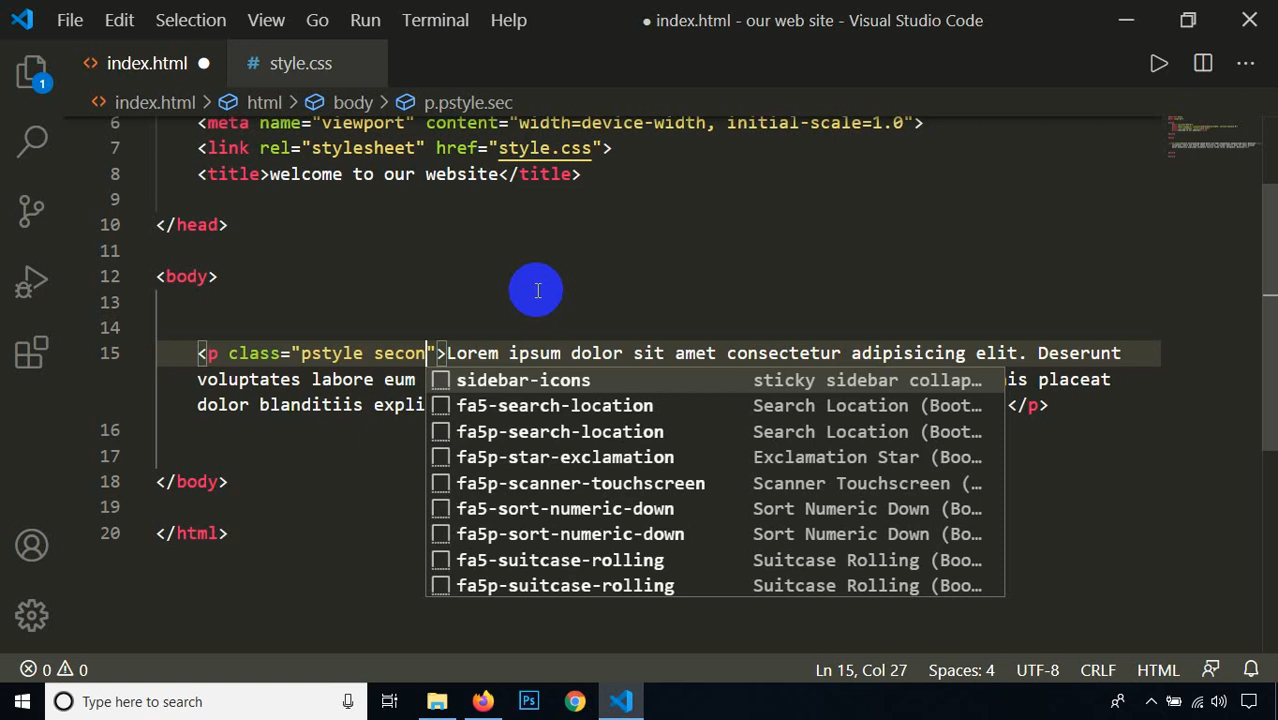 File Edit Selection View Go Run Terminal Help ● index.html - our web site - Visual Studio Code
index.html ● # style.css
1
index.html > html > body > p.pstyle.sec
6 <meta name="viewport" content="width=device-width, initial-scale=1.0">
7 <link rel="stylesheet" href="style.css">
8 <title>welcome to our website</title>
9
10 </head>
11
12 <body>
13
14
15 <p class="pstyle secon">Lorem ipsum dolor sit amet consectetur adipisicing elit. Deserunt
voluptates labore eum is placeat
dolor blanditiis expli </p>
sidebar-icons sticky sidebar collap…
fa5-search-location Search Location (Boot…
fa5p-search-location Search Location (Boot…
fa5p-star-exclamation Exclamation Star (Boo…
fa5p-scanner-touchscreen Scanner Touchscreen (…
fa5-sort-numeric-down Sort Numeric Down (Bo…
fa5p-sort-numeric-down Sort Numeric Down (Bo…
fa5-suitcase-rolling Suitcase Rolling (Boo…
fa5p-suitcase-rolling Suitcase Rolling (Boo…
16
17
18 </body>
19
20 </html>
0 0 Ln 15, Col 27 Spaces: 4 UTF-8 CRLF HTML
Type here to search Ps